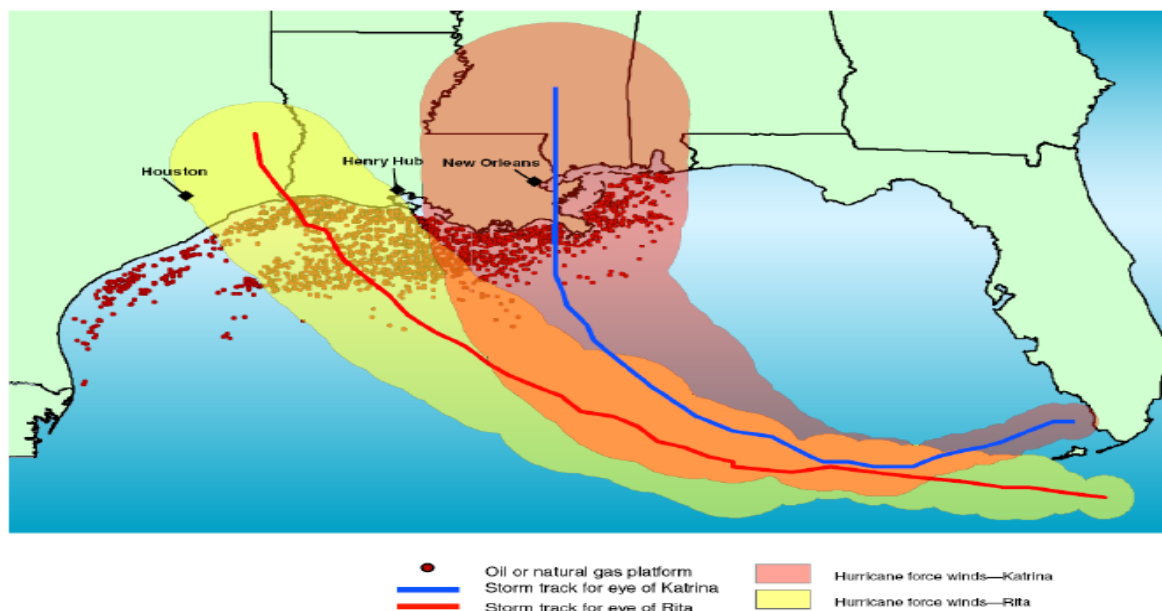 Houston
Henry Hub
New Orleans
Oil or natural gas platform
Storm track for eye of Katrina
Storm track for eye of Rita
Hurricane force winds—Katrina
Hurricane force winds—Rita